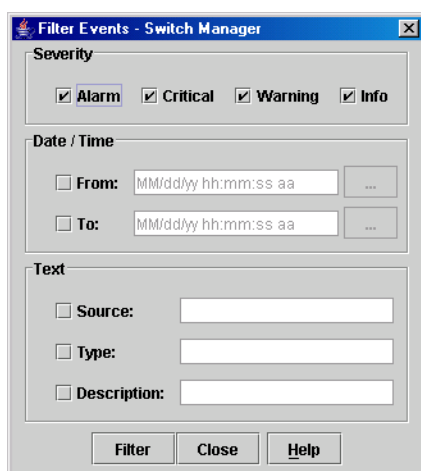 Filter Events - Switch Manager
Severity
Alarm Critical Warning Info
Date / Time
From: MM/dd/yy hh:mm:ss aa ...
To: MM/dd/yy hh:mm:ss aa ...
Text
Source:
Type:
Description:
Filter Close Help